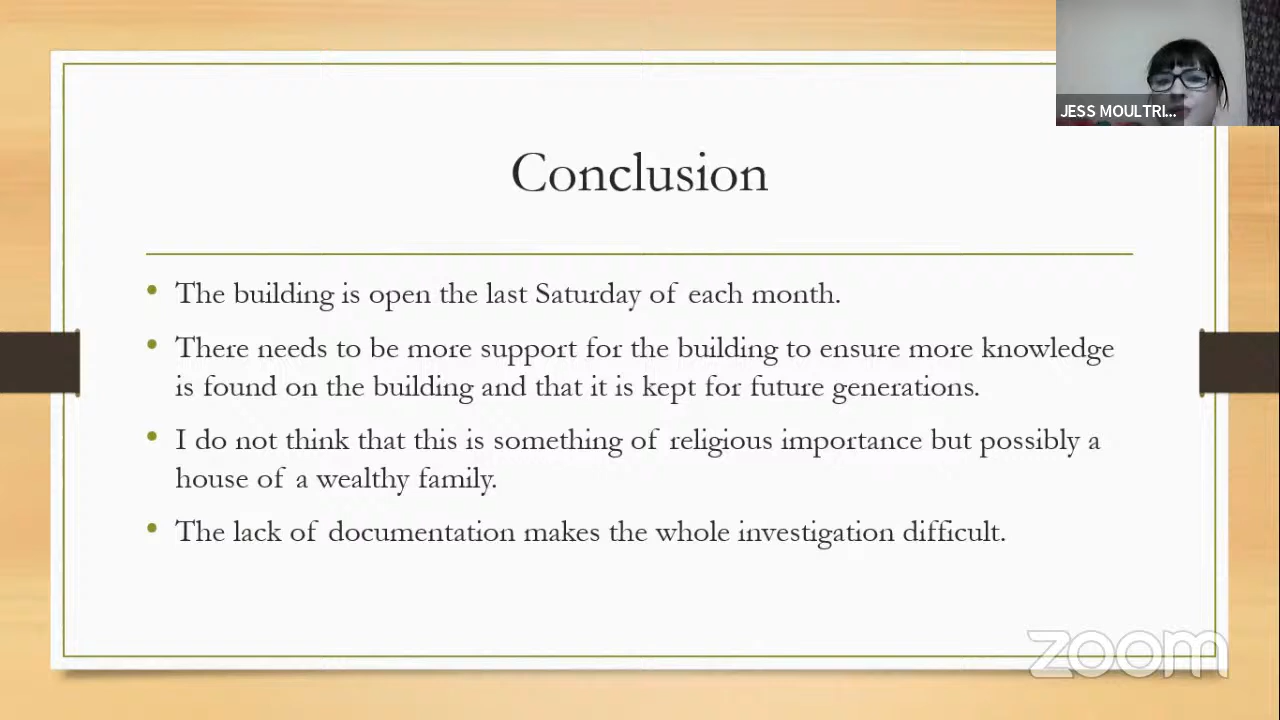 JESS MOULTRI...
Conclusion
• The building is open the last Saturday of each month.
• There needs to be more support for the building to ensure more knowledge
is found on the building and that it is kept for future generations.
• I do not think that this is something of religious importance but possibly a
house of a wealthy family.
• The lack of documentation makes the whole investigation difficult.
zoom